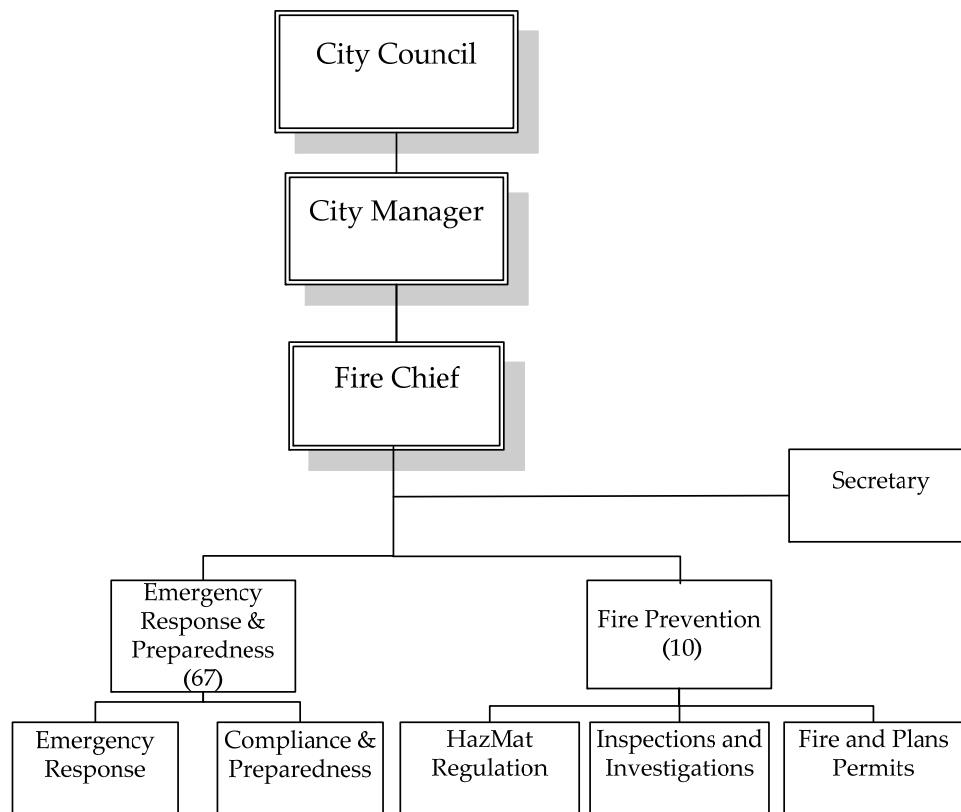 City Council
City Manager
Fire Chief
Secretary
Emergency
Response &
Preparedness
(67)
Fire Prevention
(10)
Emergency
Response
Compliance &
Preparedness
HazMat
Regulation
Inspections and
Investigations
Fire and Plans
Permits